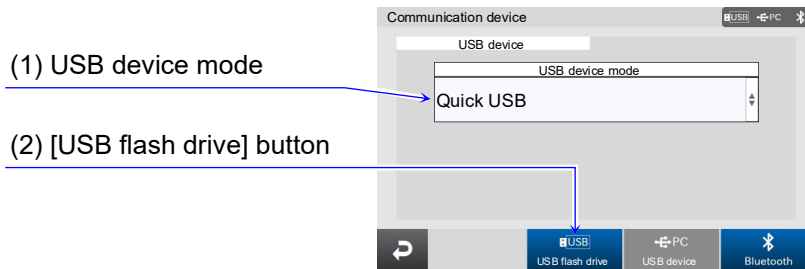 Communication device
USB PC
USB device
(1) USB device mode
USB device mode
Quick USB
(2) [USB flash drive] button
USB PC
USB flash drive USB device Bluetooth